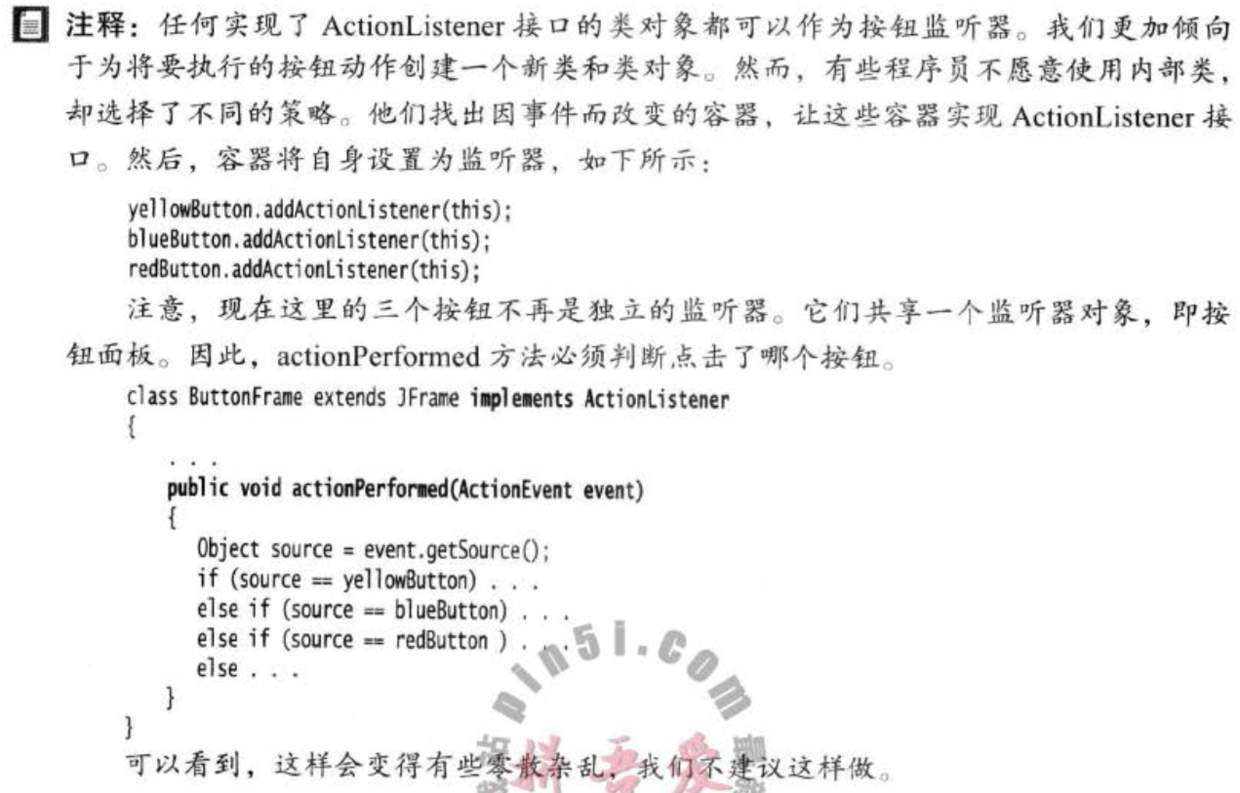 注释：任何实现了 ActionListener 接口的类对象都可以作为按钮监听器。我们更加倾向
于为将要执行的按钮动作创建一个新类和类对象。然而，有些程序员不愿意使用内部类，
却选择了不同的策略。他们找出因事件而改变的容器，让这些容器实现 ActionListener 接
口。然后，容器将自身设置为监听器，如下所示：
yellowButton.addActionListener(this);
blueButton.addActionListener(this);
redButton.addActionListener(this);
注意，现在这里的三个按钮不再是独立的监听器。它们共享一个监听器对象，即按
钮面板。因此，actionPerformed 方法必须判断点击了哪个按钮。
class ButtonFrame extends JFrame implements ActionListener
{
. . .
public void actionPerformed(ActionEvent event)
{
Object source = event.getSource();
if (source == yellowButton) . . .
else if (source == blueButton) . . .
else if (source == redButton ) . . .
else . . .
}
}
pin5i.com
可以看到，这样会变得有些零散杂乱，我们不建议这样做。
拼吾爱